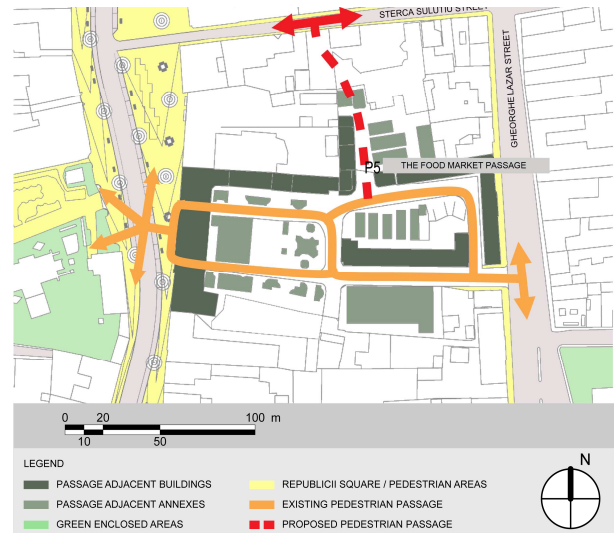 STERCA SULUTIU STREET
GHEORGHE LAZAR STREET
P5
THE FOOD MARKET PASSAGE
0 20 100 m
10 50
LEGEND
PASSAGE ADJACENT BUILDINGS
PASSAGE ADJACENT ANNEXES
GREEN ENCLOSED AREAS
REPUBLICII SQUARE / PEDESTRIAN AREAS
EXISTING PEDESTRIAN PASSAGE
PROPOSED PEDESTRIAN PASSAGE
N